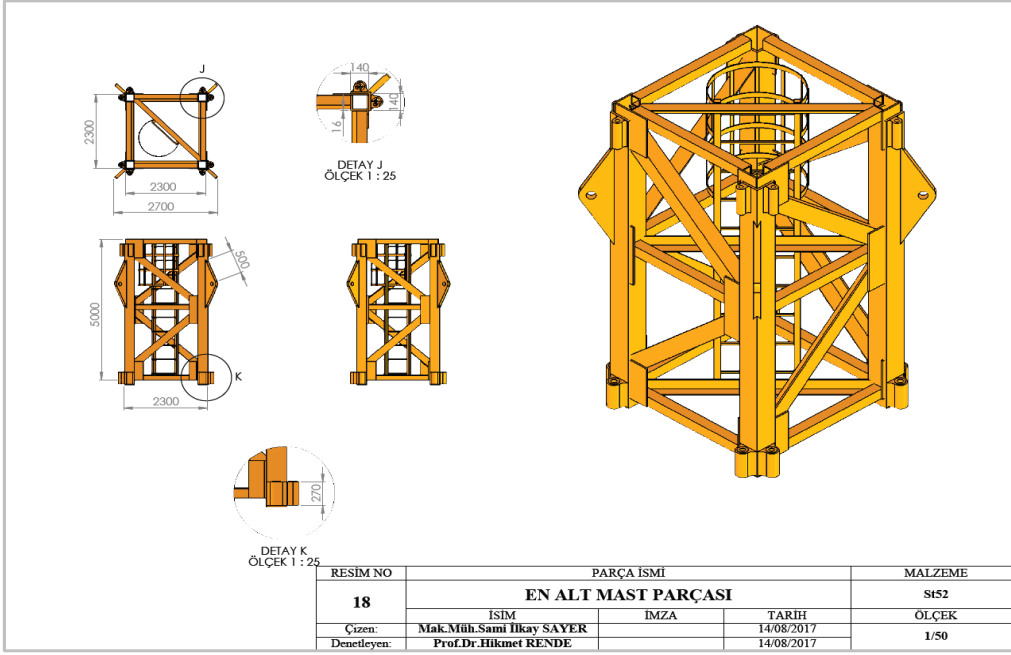 J
2300
2300
2700
140
140
16
DETAY J
ÖLÇEK 1 : 25
5000
500
2300
K
270
DETAY K
ÖLÇEK 1 : 25
RESİM NO PARÇA İSMİ MALZEME
18 EN ALT MAST PARÇASI St52
İSIM İMZA TARİH ÖLÇEK
Çizen: Mak.Müh.Sami İlkay SAYER 14/08/2017 1/50
Denetleyen: Prof.Dr.Hikmet RENDE 14/08/2017